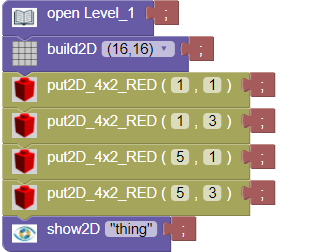 open Level_1 ;
build2D (16,16) ;
put2D_4x2_RED ( 1 , 1 ) ;
put2D_4x2_RED ( 1 , 3 ) ;
put2D_4x2_RED ( 5 , 1 ) ;
put2D_4x2_RED ( 5 , 3 ) ;
show2D "thing" ;